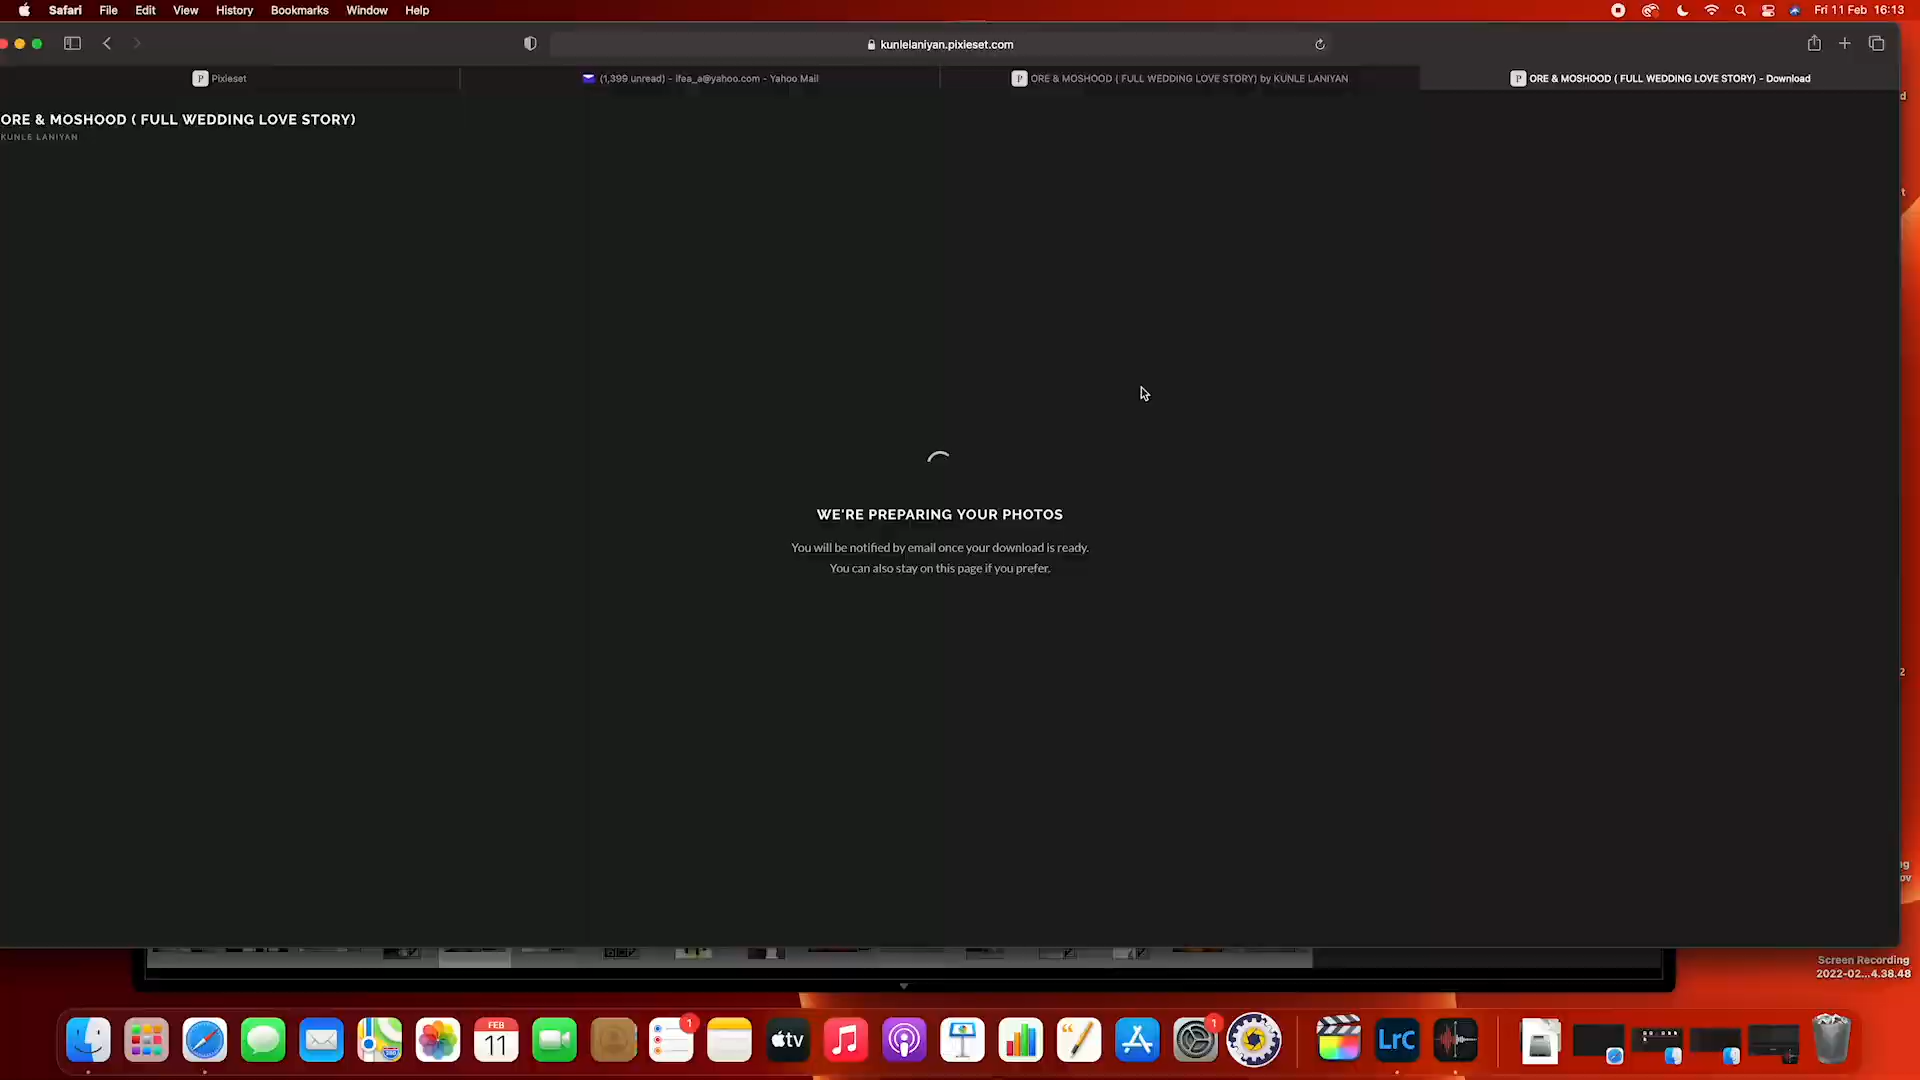 Safari File Edit View History Bookmarks Window Help
Fri 11 Feb 16:13
kunlelaniyan.pixieset.com
P Pixieset
(1,399 unread) - ifea_a@yahoo.com - Yahoo Mail
P ORE & MOSHOOD ( FULL WEDDING LOVE STORY) by KUNLE LANIYAN
P ORE & MOSHOOD ( FULL WEDDING LOVE STORY) - Download
ORE & MOSHOOD ( FULL WEDDING LOVE STORY)
KUNLE LANIYAN
WE'RE PREPARING YOUR PHOTOS
You will be notified by email once your download is ready.
You can also stay on this page if you prefer.
Screen Recording
2022-02...4.38.48
FEB
11
1
tv
1
LrC